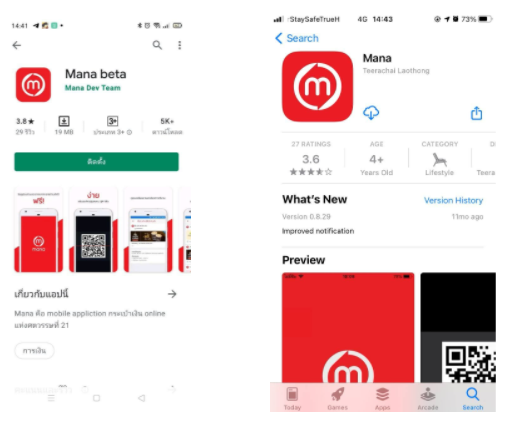 14:41
Mana beta
Mana Dev Team
3.8★
29 รีวิว
19 MB
3+
ประเภท 3+
5K+
ดาวน์โหลด
ติดตั้ง
ฟรี!
m
mana
ง่าย
เกี่ยวกับแอปนี้
Mana คือ mobile appliction กระเป๋าเงิน online
แห่งศตวรรษที่ 21
การเงิน
:StaySafeTrueH 4G 14:43 73%
Search
m
Mana
Teerachai Laothong
27 RATINGS
3.6
AGE
4+
Years Old
CATEGORY
Lifestyle
D
Teera
What's New
Version History
Version 0.8.29
11mo ago
Improved notification
Preview
m
Today
Games
Apps
Arcade
Search